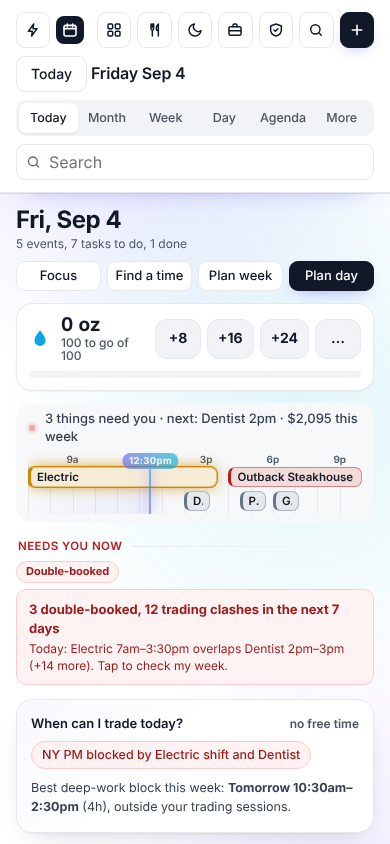 Today Friday Sep 4
Today Month Week Day Agenda More
Search
Fri, Sep 4
5 events, 7 tasks to do, 1 done
Focus Find a time Plan week Plan day
0 oz
100 to go of
100
+8 +16 +24 ...
3 things need you · next: Dentist 2pm · $2,095 this
week
9a 12:30pm 3p 6p 9p
Electric Outback Steakhouse
D. P. G.
NEEDS YOU NOW
Double-booked
3 double-booked, 12 trading clashes in the next 7
days
Today: Electric 7am–3:30pm overlaps Dentist 2pm–3pm
(+14 more). Tap to check my week.
When can I trade today? no free time
NY PM blocked by Electric shift and Dentist
Best deep-work block this week: Tomorrow 10:30am–
2:30pm (4h), outside your trading sessions.